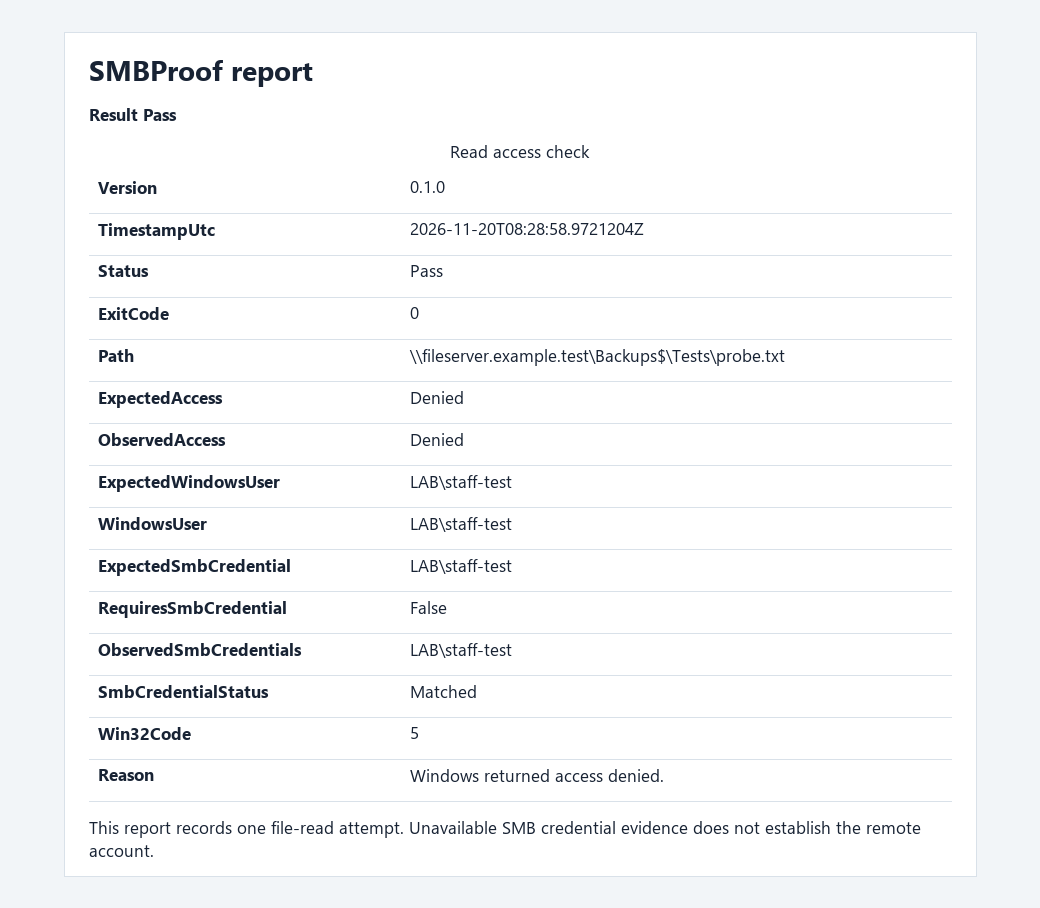 SMBProof report
Result Pass
Read access check
Version 0.1.0
TimestampUtc 2026-11-20T08:28:58.9721204Z
Status Pass
ExitCode 0
Path \\fileserver.example.test\Backups$\Tests\probe.txt
ExpectedAccess Denied
ObservedAccess Denied
ExpectedWindowsUser LAB\staff-test
WindowsUser LAB\staff-test
ExpectedSmbCredential LAB\staff-test
RequiresSmbCredential False
ObservedSmbCredentials LAB\staff-test
SmbCredentialStatus Matched
Win32Code 5
Reason Windows returned access denied.
This report records one file-read attempt. Unavailable SMB credential evidence does not establish the remote
account.